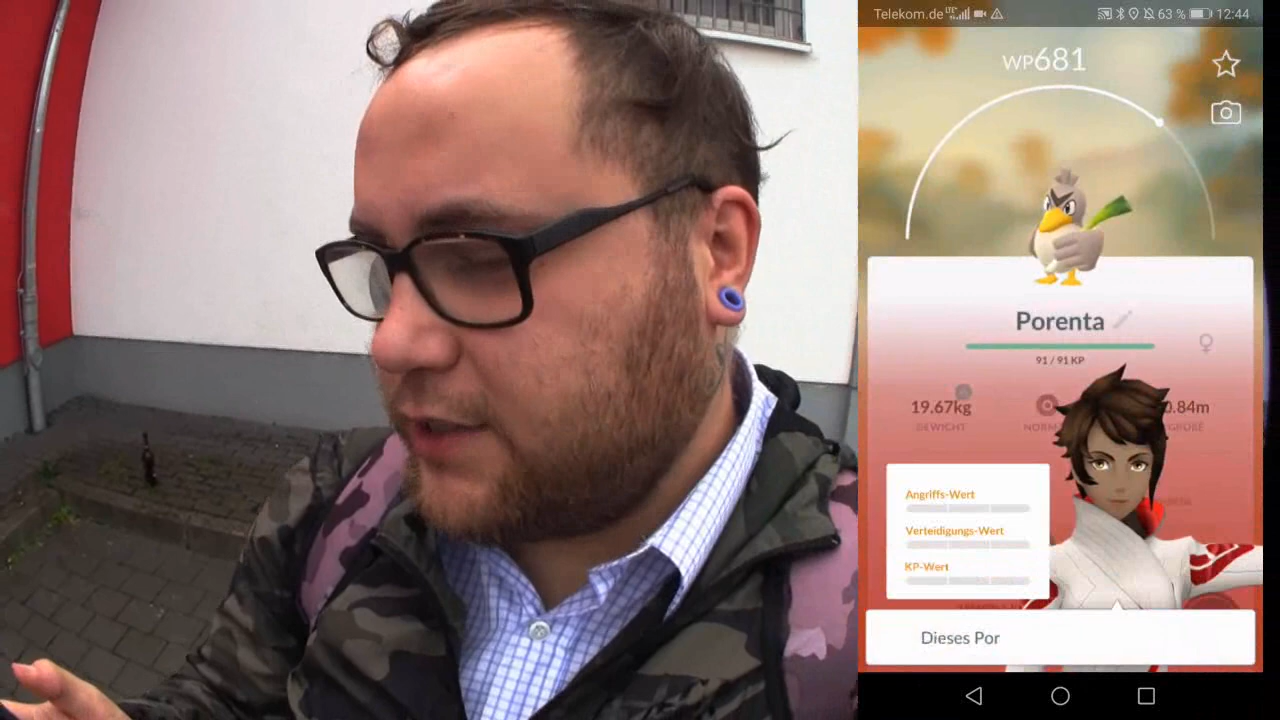 Telekom.de LTE 63 % 12:44
WP681
Porenta
91 / 91 KP
19.67kg
0.84m
GEWICHT
GRÖßE
Angriffs-Wert
Verteidigungs-Wert
KP-Wert
Dieses Por